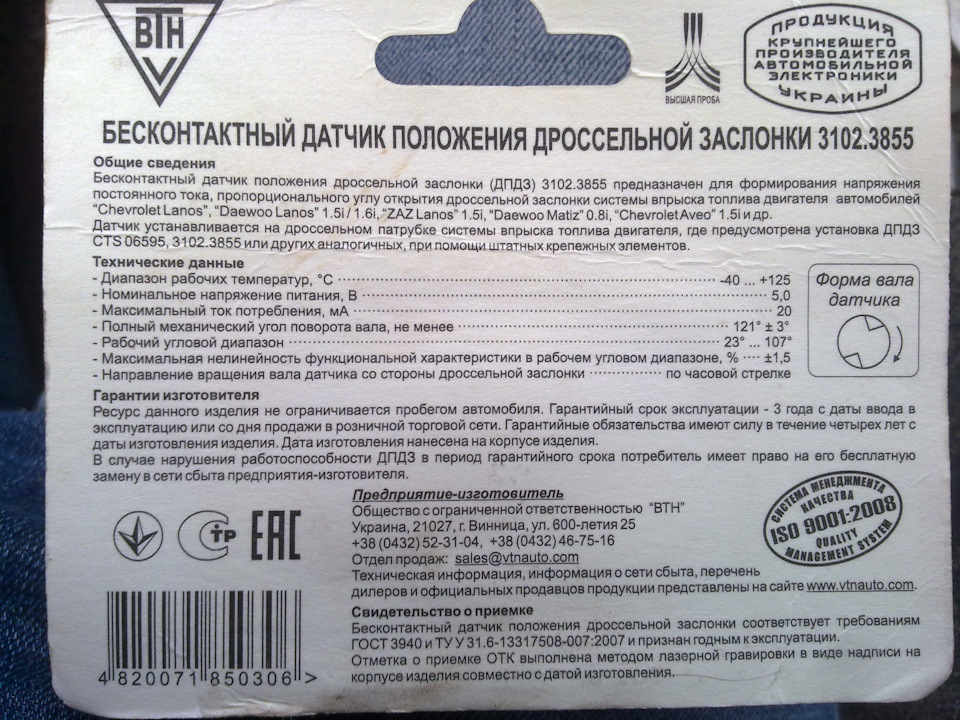 ВТН
ВЫСШАЯ ПРОБА
ПРОДУКЦИЯ
КРУПНЕЙШЕГО
ПРОИЗВОДИТЕЛЯ
АВТОМОБИЛЬНОЙ
ЭЛЕКТРОНИКИ
УКРАИНЫ
БЕСКОНТАКТНЫЙ ДАТЧИК ПОЛОЖЕНИЯ ДРОССЕЛЬНОЙ ЗАСЛОНКИ 3102.3855
Общие сведения
Бесконтактный датчик положения дроссельной заслонки (ДПДЗ) 3102.3855 предназначен для формирования напряжения
постоянного тока, пропорционального углу открытия дроссельной заслонки системы впрыска топлива двигателя автомобилей
"Chevrolet Lanos", "Daewoo Lanos" 1.5i / 1.6i, "ZAZ Lanos" 1.5i, "Daewoo Matiz" 0.8i, "Chevrolet Aveo" 1.5i и др.
Датчик устанавливается на дроссельном патрубке системы впрыска топлива двигателя, где предусмотрена установка ДПДЗ
CTS 06595, 3102.3855 или других аналогичных, при помощи штатных крепежных элементов.
Технические данные
- Диапазон рабочих температур, °С -40 ... +125
- Номинальное напряжение питания, В 5,0
- Максимальный ток потребления, мА 20
- Полный механический угол поворота вала, не менее 121° ± 3°
- Рабочий угловой диапазон 23° ... 107°
- Максимальная нелинейность функциональной характеристики в рабочем угловом диапазоне, % ±1,5
- Направление вращения вала датчика со стороны дроссельной заслонки по часовой стрелке
Форма вала
датчика
Гарантии изготовителя
Ресурс данного изделия не ограничивается пробегом автомобиля. Гарантийный срок эксплуатации - 3 года с даты ввода в
эксплуатацию или со дня продажи в розничной торговой сети. Гарантийные обязательства имеют силу в течение четырех лет с
даты изготовления изделия. Дата изготовления нанесена на корпусе изделия.
В случае нарушения работоспособности ДПДЗ в период гарантийного срока потребитель имеет право на его бесплатную
замену в сети сбыта предприятия-изготовителя.
Предприятие-изготовитель
Общество с ограниченной ответственностью "ВТН"
Украина, 21027, г. Винница, ул. 600-летия 25
+38 (0432) 52-31-04, +38 (0432) 46-75-16
Отдел продаж: sales@vtnauto.com
Техническая информация, информация о сети сбыта, перечень
дилеров и официальных продавцов продукции представлены на сайте www.vtnauto.com.
СИСТЕМА МЕНЕДЖМЕНТА
КАЧЕСТВА
ISO 9001:2008
QUALITY
MANAGEMENT SYSTEM
ТР
ЕАС
Свидетельство о приемке
Бесконтактный датчик положения дроссельной заслонки соответствует требованиям
ГОСТ 3940 и ТУ У 31.6-13317508-007:2007 и признан годным к эксплуатации.
Отметка о приемке ОТК выполнена методом лазерной гравировки в виде надписи на
корпусе изделия совместно с датой изготовления.
4 820071 850306 >